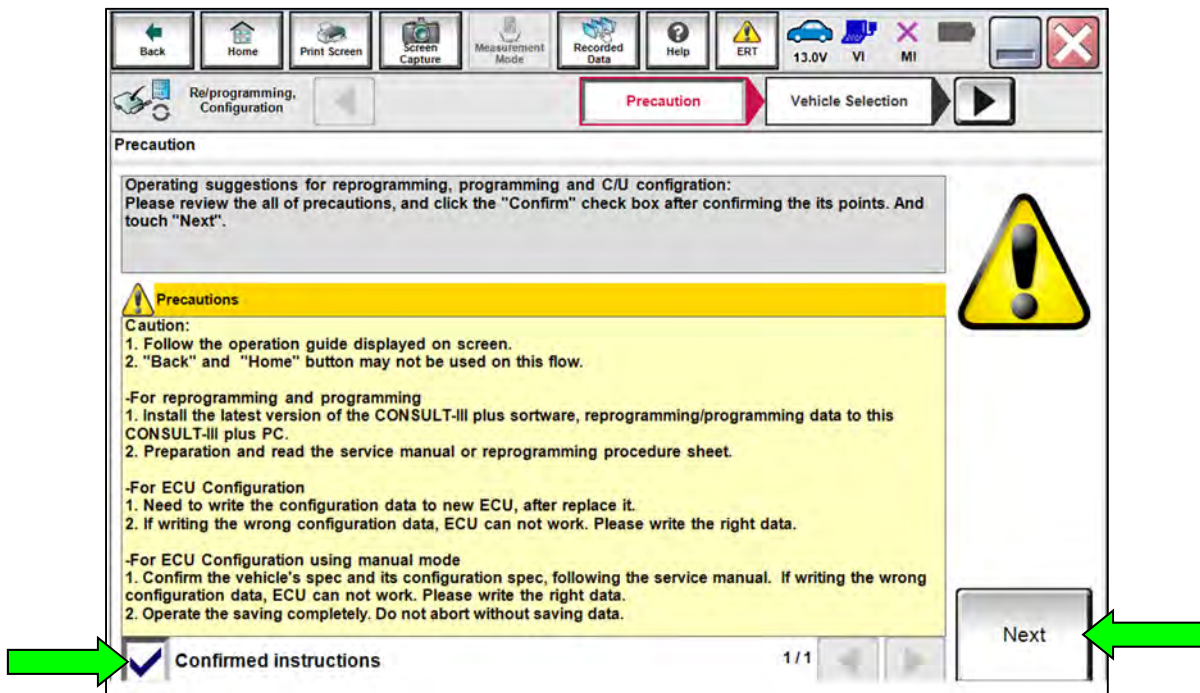 Back
Home
Print Screen
Screen
Capture
Measurement
Mode
Recorded
Data
Help
ERT
13.0V
VI
MI
Re/programming,
Configuration
Precaution
Vehicle Selection
Precaution
Operating suggestions for reprogramming, programming and C/U configration:
Please review the all of precautions, and click the "Confirm" check box after confirming the its points. And
touch "Next".
Precautions
Caution:
1. Follow the operation guide displayed on screen.
2. "Back" and "Home" button may not be used on this flow.
-For reprogramming and programming
1. Install the latest version of the CONSULT-III plus sortware, reprogramming/programming data to this
CONSULT-III plus PC.
2. Preparation and read the service manual or reprogramming procedure sheet.
-For ECU Configuration
1. Need to write the configuration data to new ECU, after replace it.
2. If writing the wrong configuration data, ECU can not work. Please write the right data.
-For ECU Configuration using manual mode
1. Confirm the vehicle's spec and its configuration spec, following the service manual. If writing the wrong
configuration data, ECU can not work. Please write the right data.
2. Operate the saving completely. Do not abort without saving data.
Confirmed instructions
1/1
Next